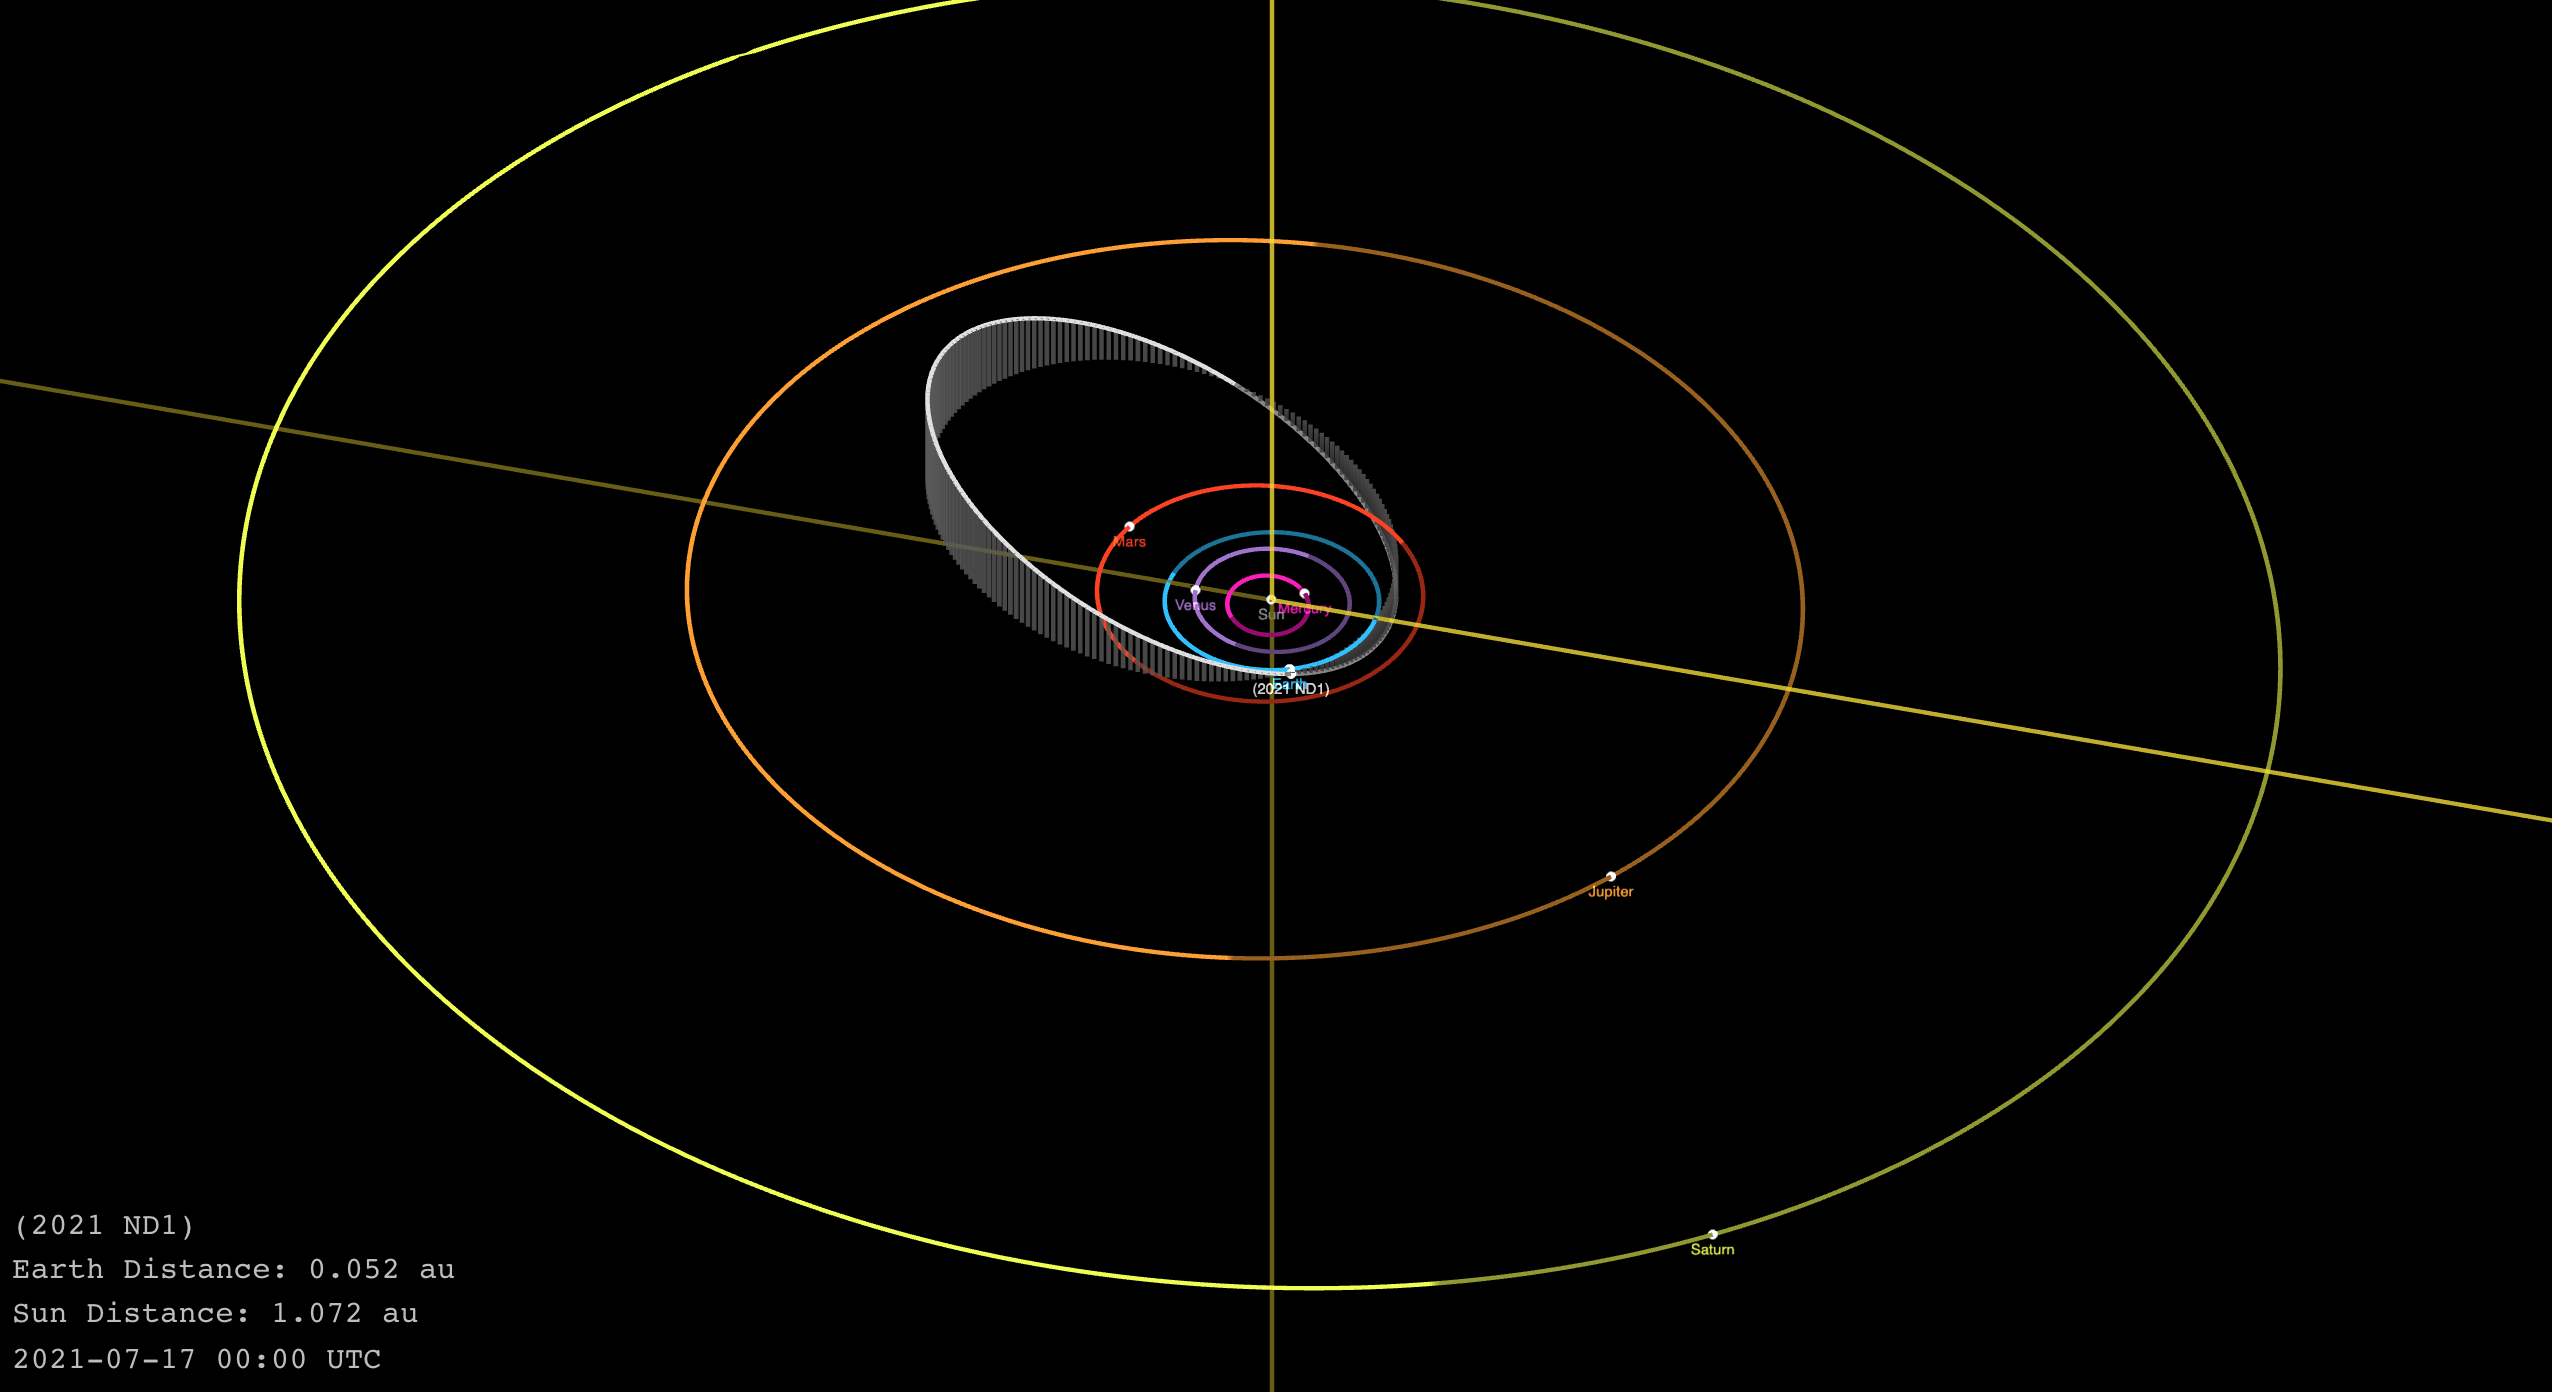 Mars
Venus
Sun
Mercury
Earth
(2021 ND1)
Jupiter
Saturn
(2021 ND1)
Earth Distance: 0.052 au
Sun Distance: 1.072 au
2021-07-17 00:00 UTC